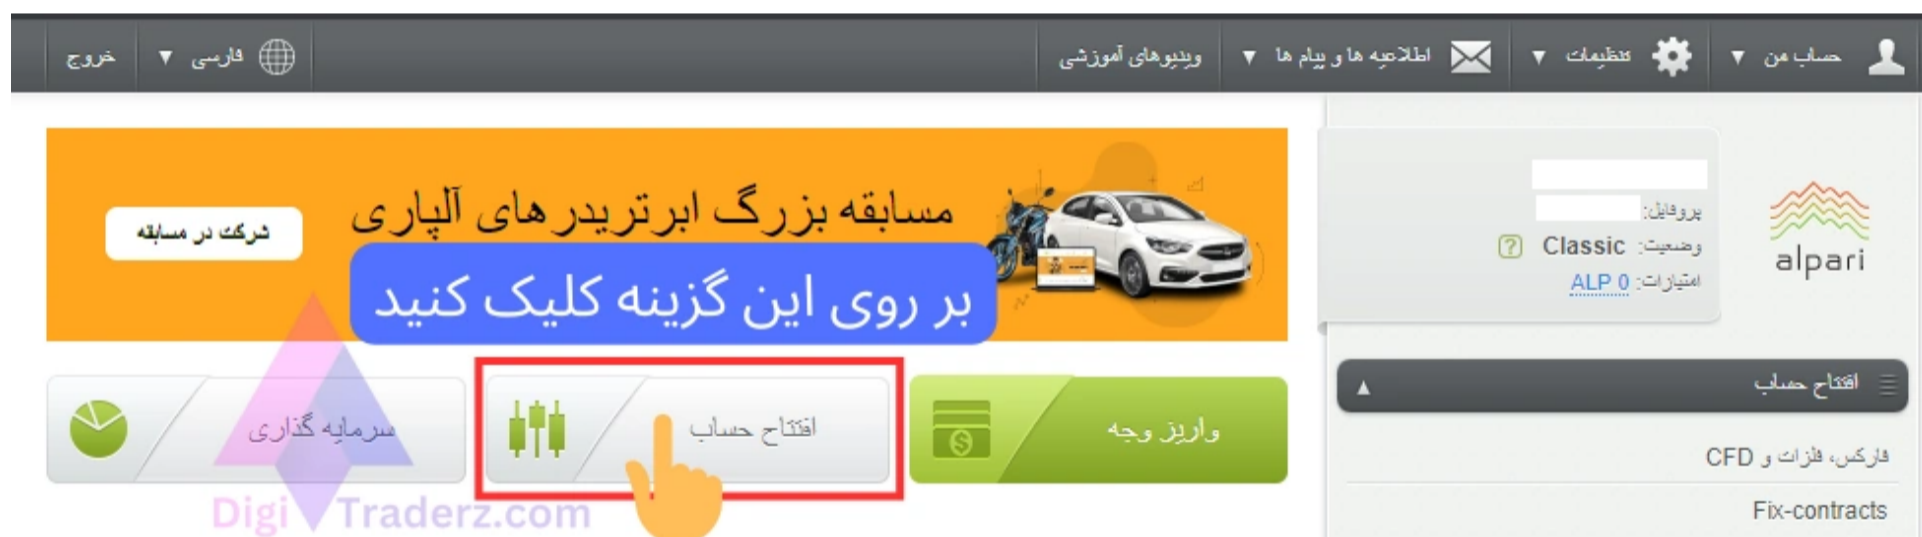 حساب من ▼
تنظیمات ▼
اطلاعیه ها و پیام ها ▼
ویدیوهای آموزشی
فارسی ▼
خروج
alpari
پروفایل:
وضعیت: Classic ?
امتیازات: ALP 0
مسابقه بزرگ ابرتریدرهای آلپاری
شرکت در مسابقه
بر روی این گزینه کلیک کنید
واریز وجه
افتتاح حساب
سرمایه گذاری
افتتاح حساب ▲
فارکس، فلزات و CFD
Fix-contracts
DigiTraderz.com